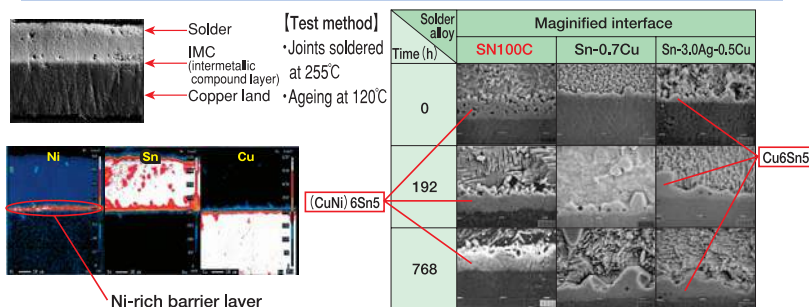 Solder
IMC
(intermetallic
compound layer)
Copper land
【Test method】
・Joints soldered
at 255℃
・Ageing at 120℃
Ni
Sn
Cu
Ni-rich barrier layer
(CuNi)6Sn5
Solder
alloy
Time(h)
Maginified interface
SN100C
Sn-0.7Cu
Sn-3.0Ag-0.5Cu
0
192
768
Cu6Sn5